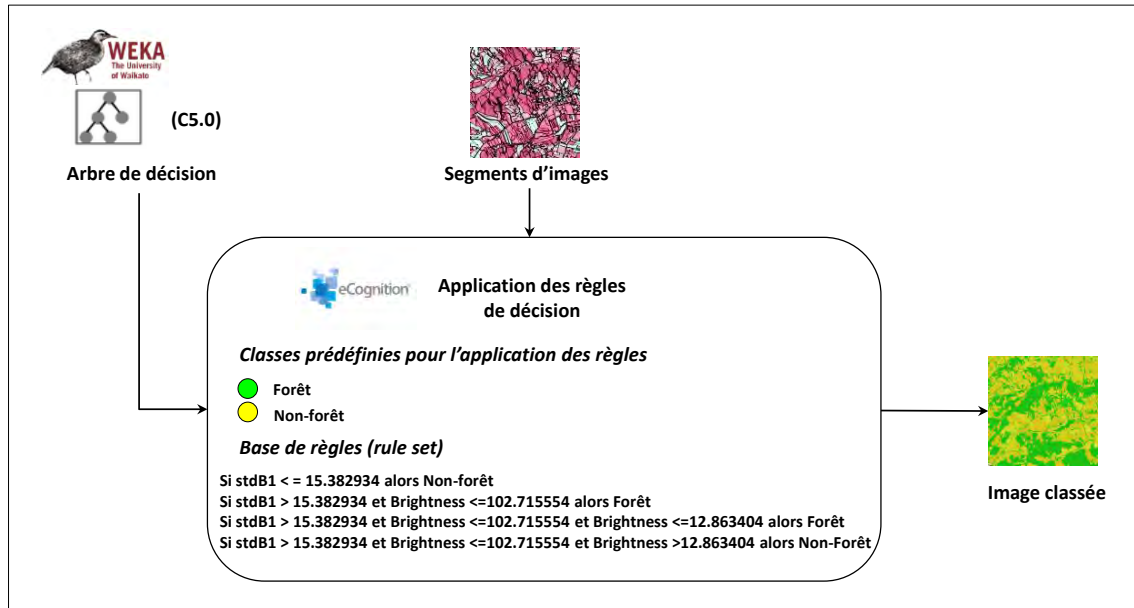 WEKA
The University
of Waikato
(C5.0)
Arbre de décision
Segments d'images
eCognition
Application des règles
de décision
Classes prédéfinies pour l'application des règles
Forêt
Non-forêt
Base de règles (rule set)
Si stdB1 < = 15.382934 alors Non-forêt
Si stdB1 > 15.382934 et Brightness <=102.715554 alors Forêt
Si stdB1 > 15.382934 et Brightness <=102.715554 et Brightness <=12.863404 alors Forêt
Si stdB1 > 15.382934 et Brightness <=102.715554 et Brightness >12.863404 alors Non-Forêt
Image classée